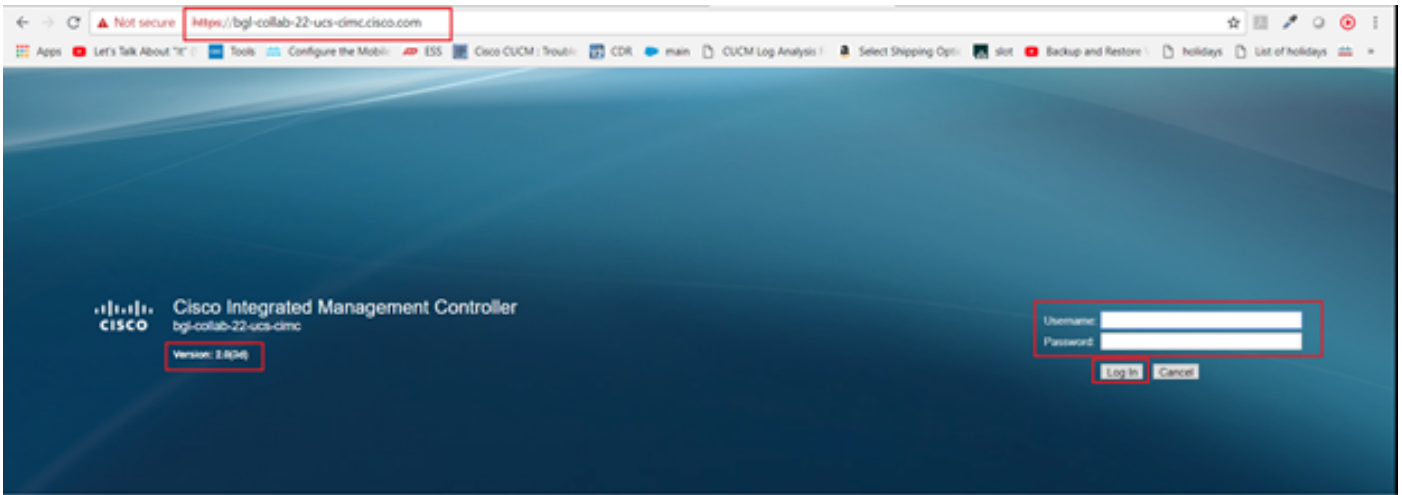 Not secure https://bgl-collab-22-ucs-cimc.cisco.com
Apps Let's Talk About "It" Tools Configure the Mobile ESS Cisco CUCM : Trouble CDR main CUCM Log Analysis Select Shipping Optio slot Backup and Restore holidays List of holidays »
CISCO
Cisco Integrated Management Controller
bgl-collab-22-ucs-cimc
Version: 2.0(3d)
Username:
Password:
Log In Cancel